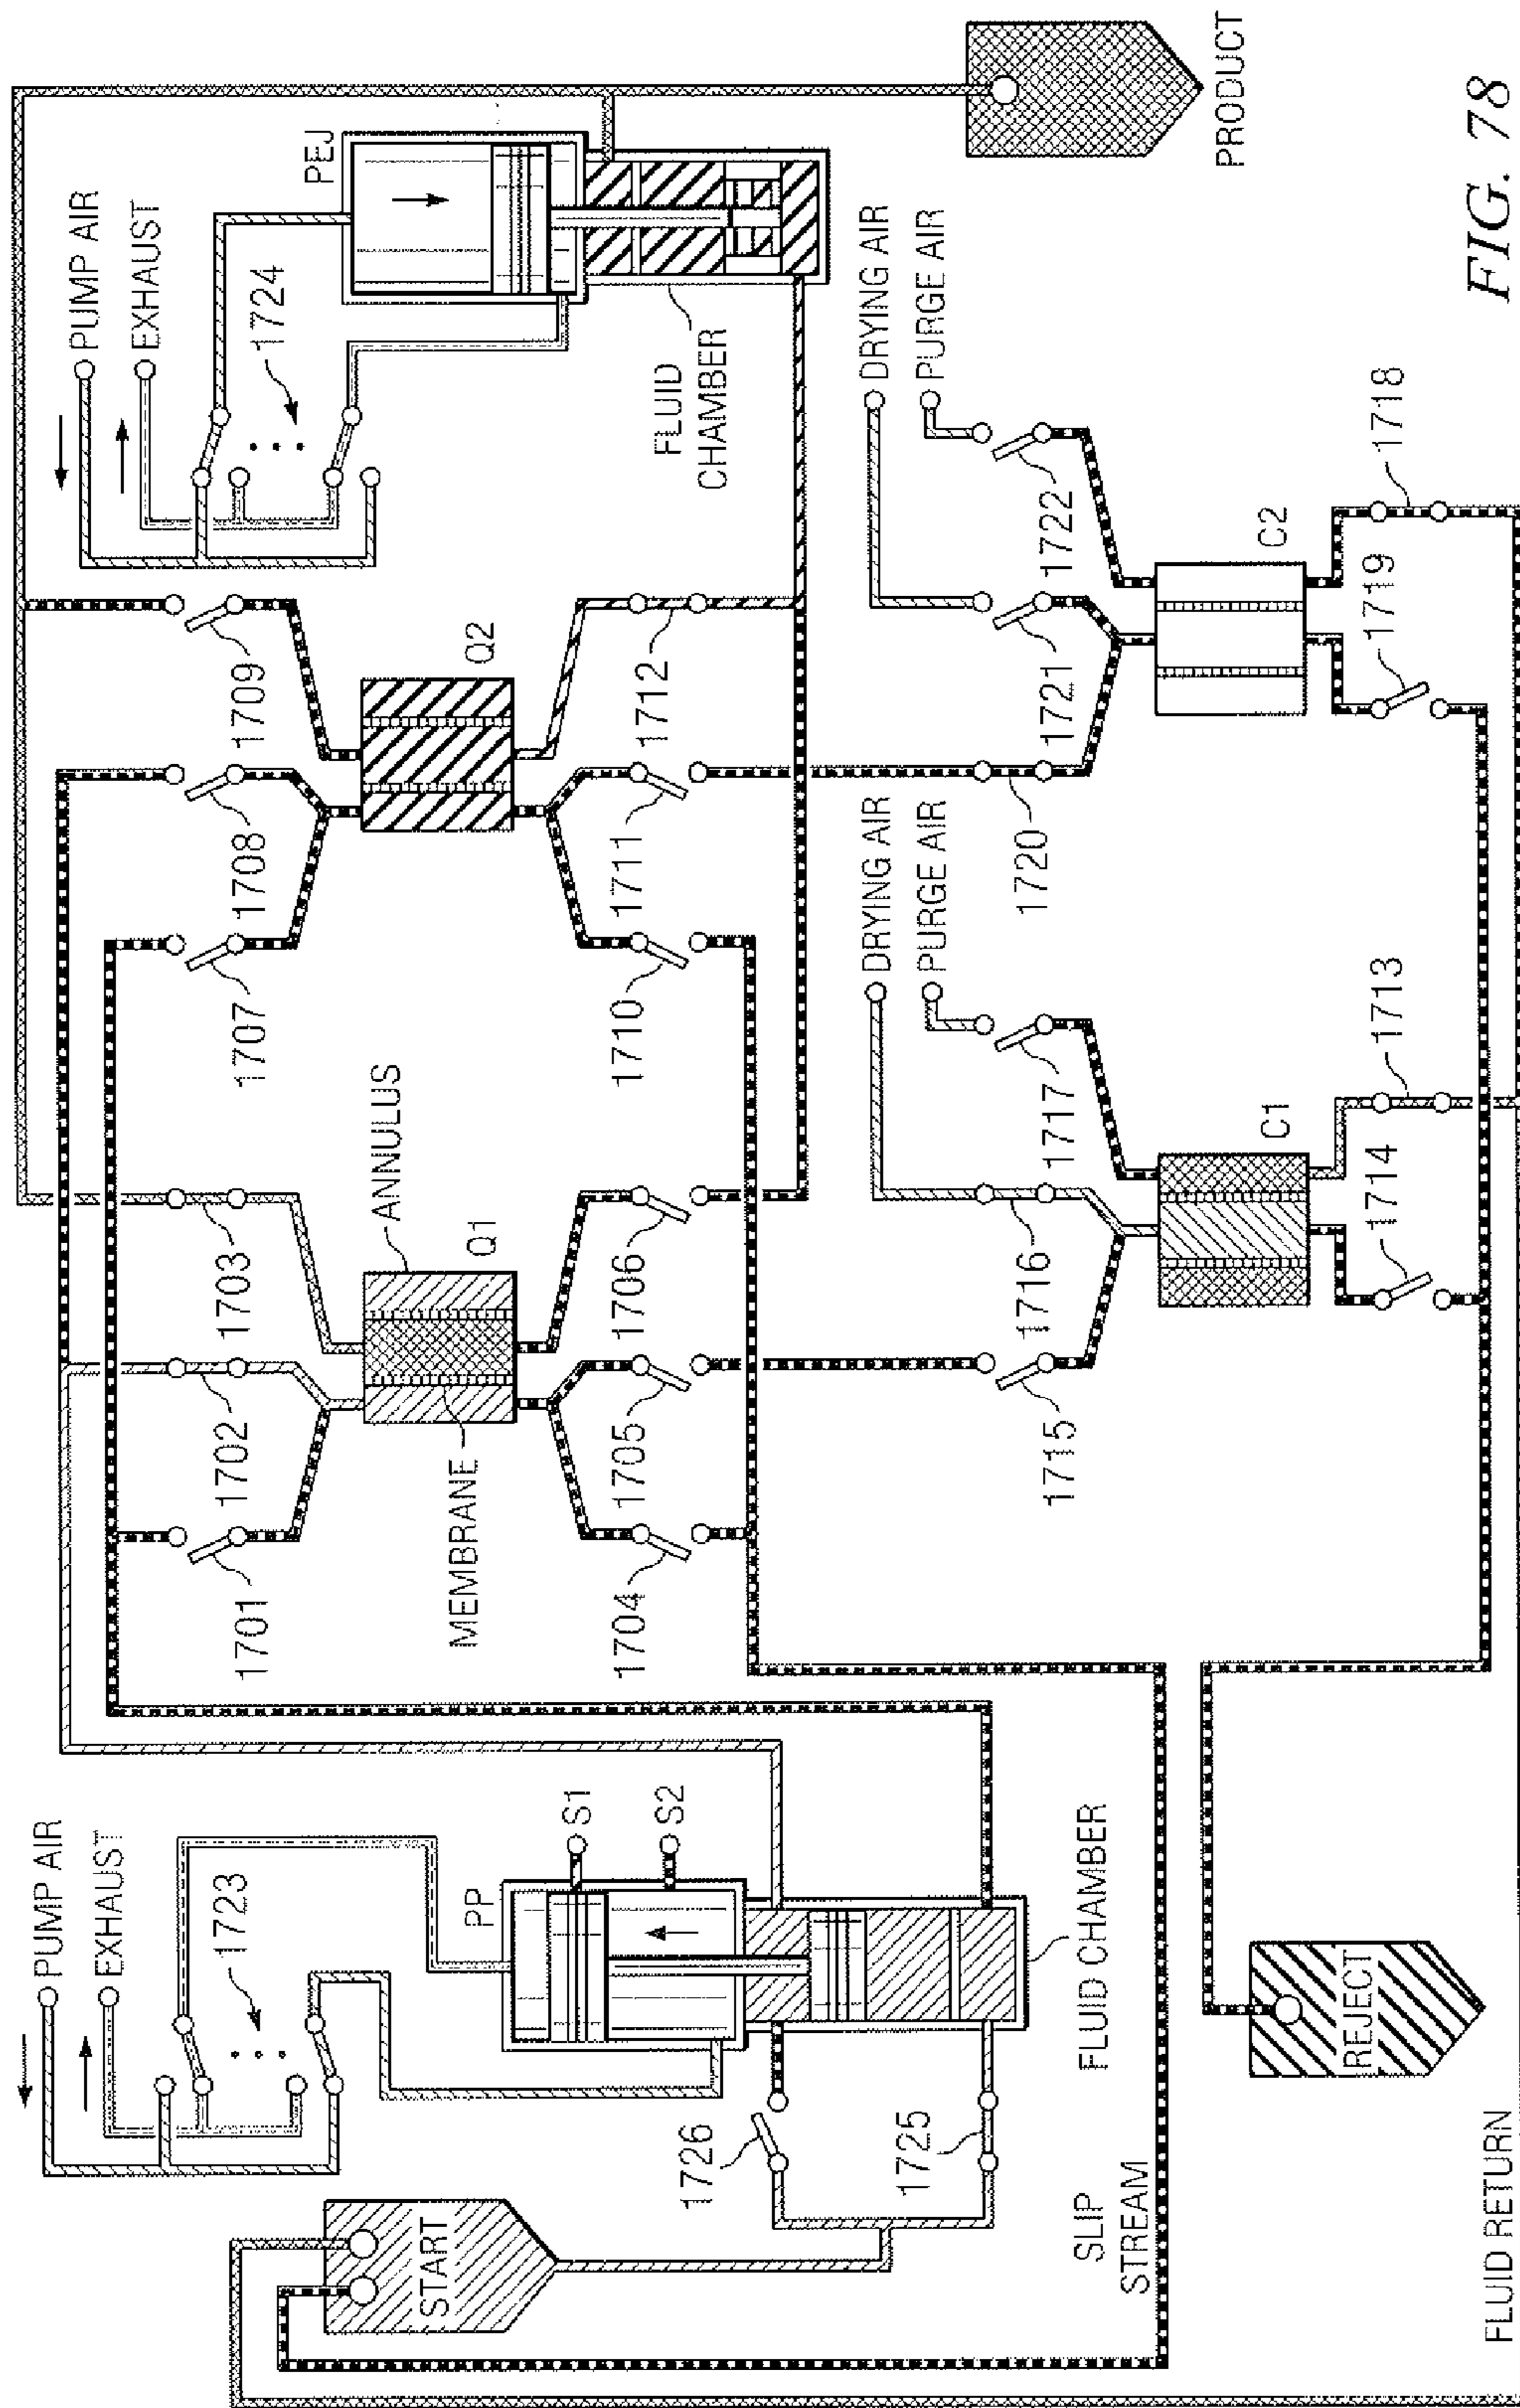 PUMP AIR
EXHAUST
1723
START
PP
S1
S2
1726
1725
FLUID CHAMBER
SLIP
STREAM
REJECT
FLUID RETURN
1701
1702
1703
MEMBRANE
ANNULUS
Q1
1704
1705
1706
1707
1708
1709
Q2
1710
1711
1712
PUMP AIR
EXHAUST
1724
PEJ
FLUID
CHAMBER
PRODUCT
DRYING AIR
PURGE AIR
1715
1716
1717
C1
1714
1713
DRYING AIR
PURGE AIR
1720
1721
1722
C2
1719
1718
FIG. 78